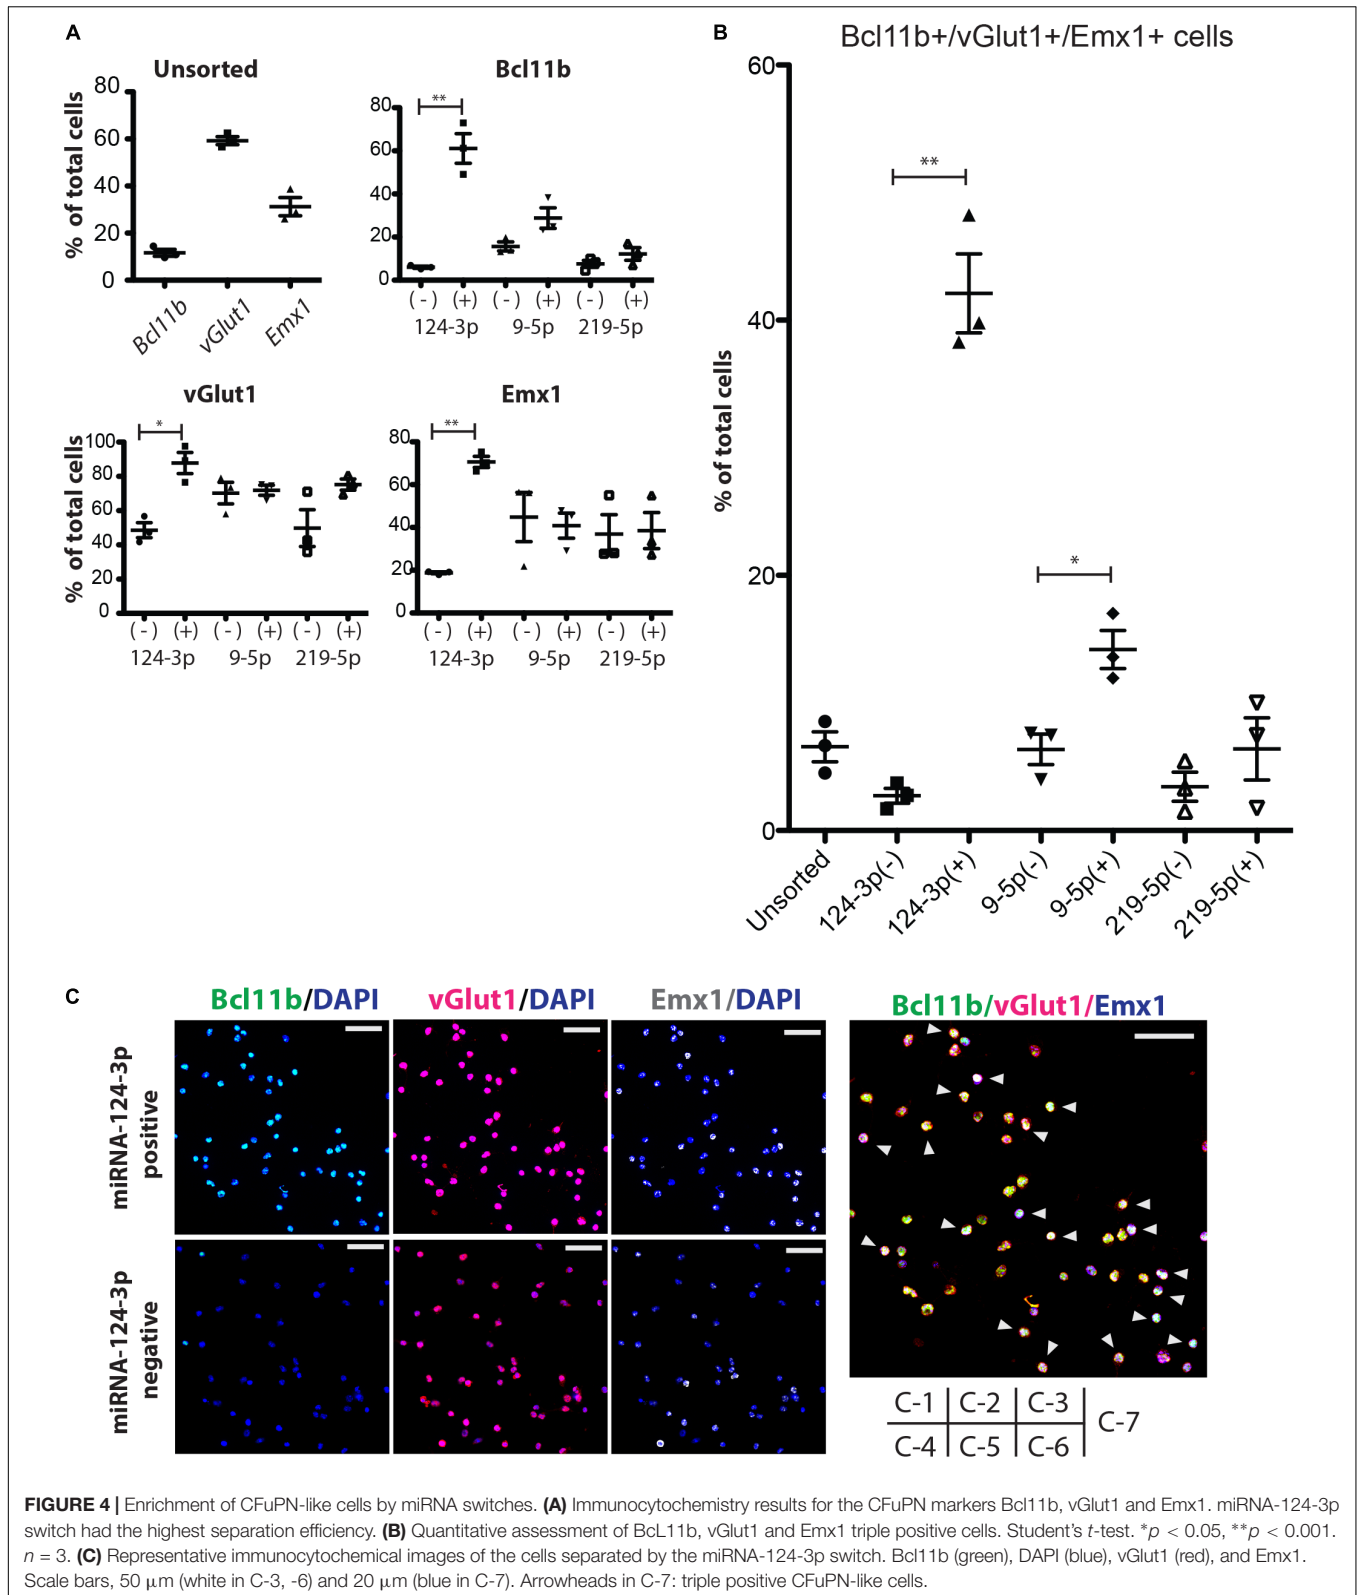 A
Unsorted
% of total cells
80
60
40
20
0
Bcl11b
vGlut1
Emx1
Bcl11b
80
60
40
20
0
**
(-) (+) (-) (+) (-) (+)
124-3p 9-5p 219-5p
vGlut1
% of total cells
100
80
60
40
20
0
*
(-) (+) (-) (+) (-) (+)
124-3p 9-5p 219-5p
Emx1
80
60
40
20
0
**
(-) (+) (-) (+) (-) (+)
124-3p 9-5p 219-5p
B
Bcl11b+/vGlut1+/Emx1+ cells
% of total cells
60
40
20
0
**
*
Unsorted
124-3p(-)
124-3p(+)
9-5p(-)
9-5p(+)
219-5p(-)
219-5p(+)
C
Bcl11b/DAPI
vGlut1/DAPI
Emx1/DAPI
Bcl11b/vGlut1/Emx1
miRNA-124-3p
positive
miRNA-124-3p
negative
C-1 C-2 C-3
C-4 C-5 C-6
C-7
FIGURE 4 | Enrichment of CFuPN-like cells by miRNA switches. (A) Immunocytochemistry results for the CFuPN markers Bcl11b, vGlut1 and Emx1. miRNA-124-3p
switch had the highest separation efficiency. (B) Quantitative assessment of BcL11b, vGlut1 and Emx1 triple positive cells. Student's t-test. *p < 0.05, **p < 0.001.
n = 3. (C) Representative immunocytochemical images of the cells separated by the miRNA-124-3p switch. Bcl11b (green), DAPI (blue), vGlut1 (red), and Emx1.
Scale bars, 50 μm (white in C-3, -6) and 20 μm (blue in C-7). Arrowheads in C-7: triple positive CFuPN-like cells.